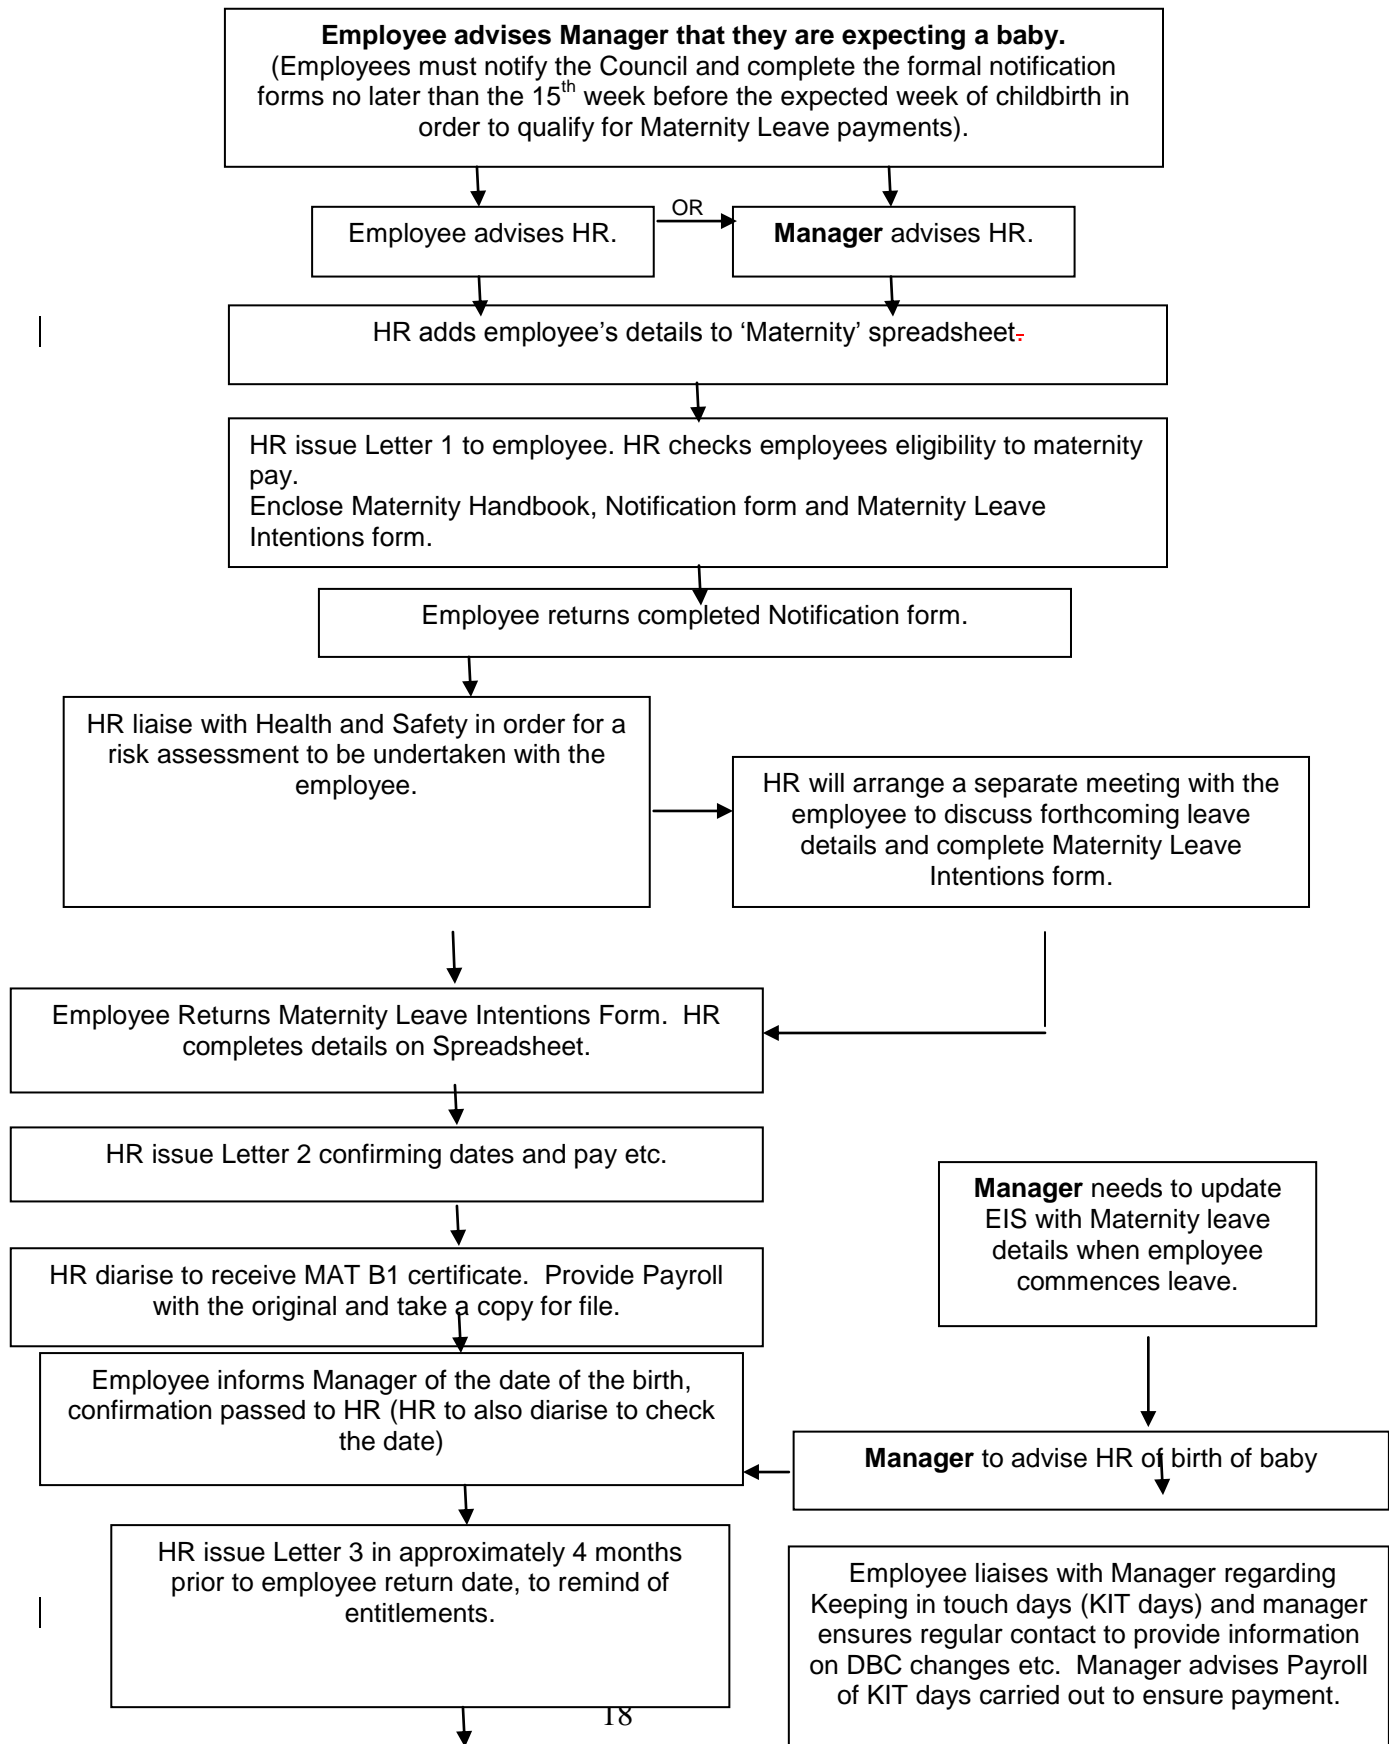 Employee advises Manager that they are expecting a baby.
(Employees must notify the Council and complete the formal notification
forms no later than the 15th week before the expected week of childbirth in
order to qualify for Maternity Leave payments).
Employee advises HR.
OR
Manager advises HR.
HR adds employee’s details to ‘Maternity’ spreadsheet.
HR issue Letter 1 to employee. HR checks employees eligibility to maternity
pay.
Enclose Maternity Handbook, Notification form and Maternity Leave
Intentions form.
Employee returns completed Notification form.
HR liaise with Health and Safety in order for a
risk assessment to be undertaken with the
employee.
HR will arrange a separate meeting with the
employee to discuss forthcoming leave
details and complete Maternity Leave
Intentions form.
Employee Returns Maternity Leave Intentions Form.  HR
completes details on Spreadsheet.
HR issue Letter 2 confirming dates and pay etc.
Manager needs to update
EIS with Maternity leave
details when employee
commences leave.
HR diarise to receive MAT B1 certificate.  Provide Payroll
with the original and take a copy for file.
Employee informs Manager of the date of the birth,
confirmation passed to HR (HR to also diarise to check
the date)
Manager to advise HR of birth of baby
HR issue Letter 3 in approximately 4 months
prior to employee return date, to remind of
entitlements.
Employee liaises with Manager regarding
Keeping in touch days (KIT days) and manager
ensures regular contact to provide information
on DBC changes etc.  Manager advises Payroll
of KIT days carried out to ensure payment.
18